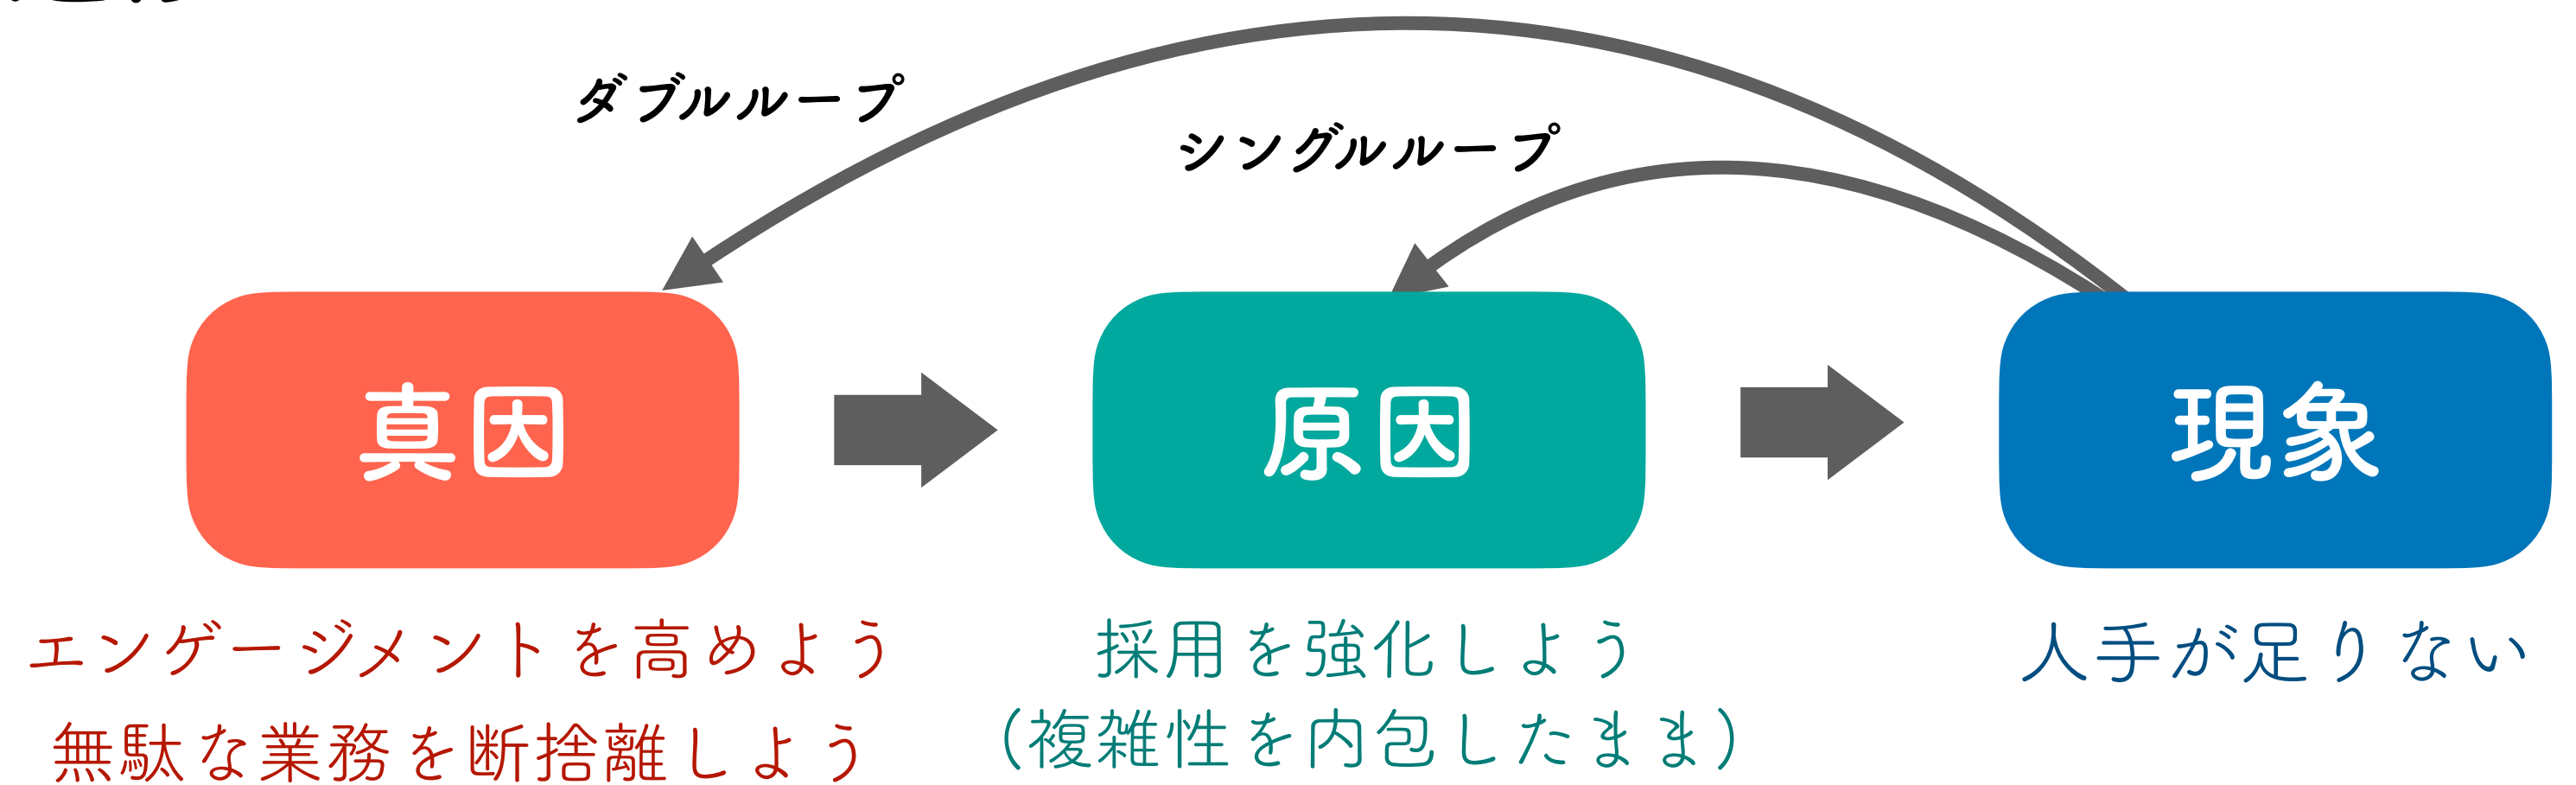 ダブルループ
シングルループ
真因
原因
現象
エンゲージメントを高めよう
無駄な業務を断捨離しよう
採用を強化しよう
（複雑性を内包したまま）
人手が足りない